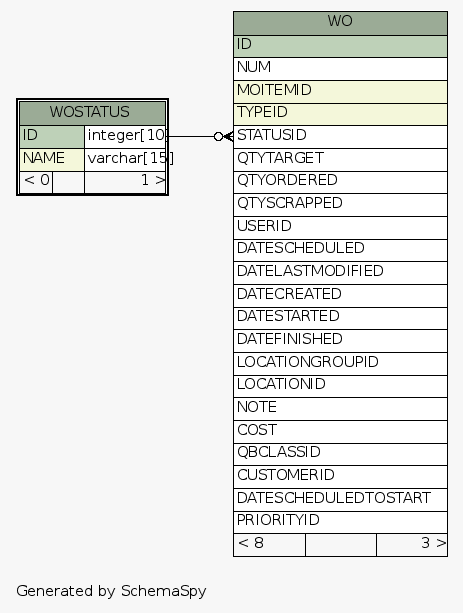 WOSTATUS
ID integer[10]
NAME varchar[15]
< 0 1 >
WO
ID
NUM
MOITEMID
TYPEID
STATUSID
QTYTARGET
QTYORDERED
QTYSCRAPPED
USERID
DATESCHEDULED
DATELASTMODIFIED
DATECREATED
DATESTARTED
DATEFINISHED
LOCATIONGROUPID
LOCATIONID
NOTE
COST
QBCLASSID
CUSTOMERID
DATESCHEDULEDTOSTART
PRIORITYID
< 8 3 >
Generated by SchemaSpy